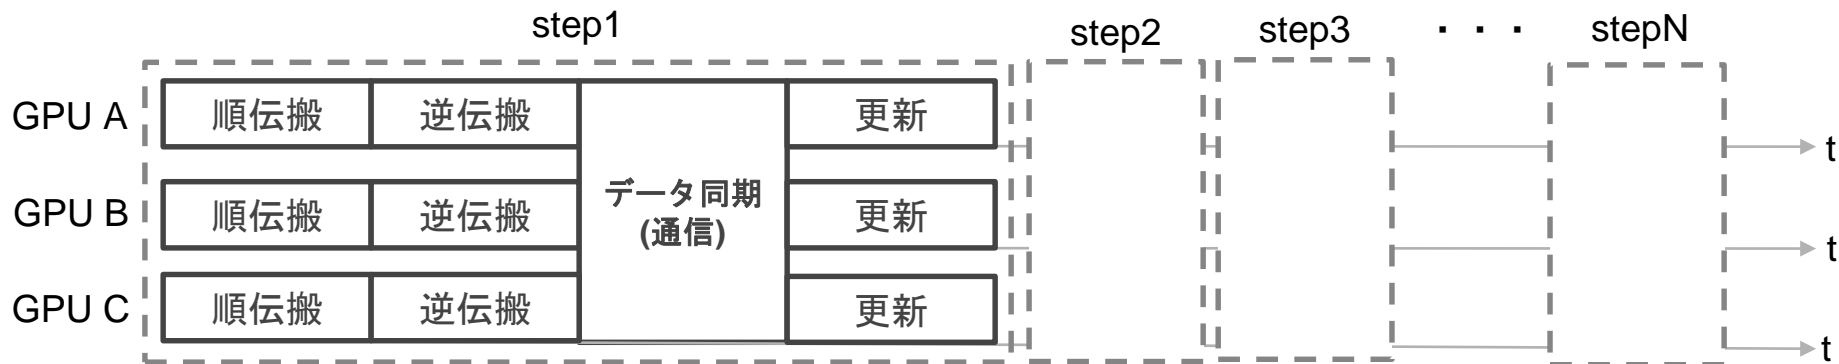 step1
step2
step3
・・・
stepN
GPU A
順伝搬
逆伝搬
更新
t
GPU B
順伝搬
逆伝搬
データ同期
(通信)
更新
t
GPU C
順伝搬
逆伝搬
更新
t